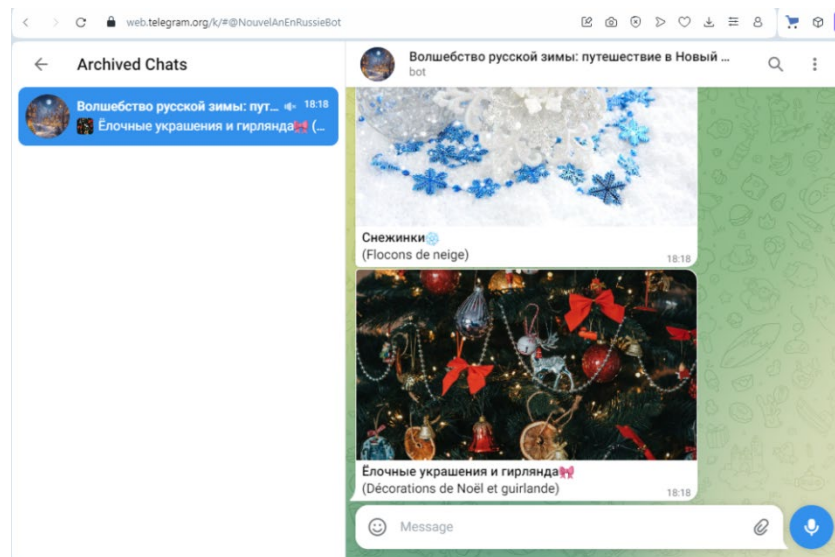 web.telegram.org/k/#@NouvelAnEnRussieBot
Archived Chats
Волшебство русской зимы: пут... 18:18
Ёлочные украшения и гирлянда🎀 (...
Волшебство русской зимы: путешествие в Новый ...
bot
Снежинки❄️
(Flocons de neige)
18:18
Ёлочные украшения и гирлянда🎀
(Décorations de Noël et guirlande)
18:18
Message